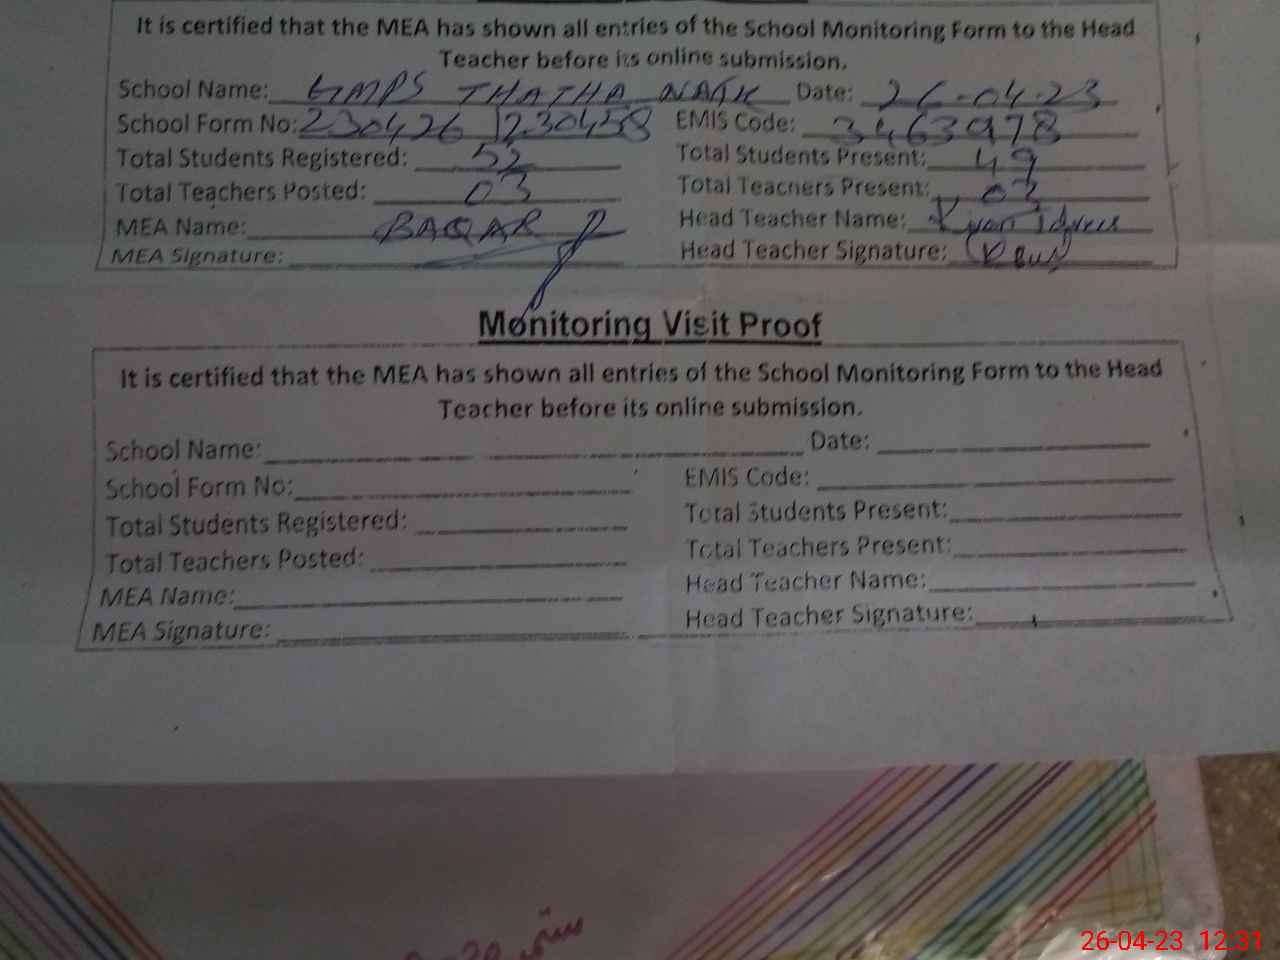 It is certified that the MEA has shown all entries of the School Monitoring Form to the Head
Teacher before its online submission.
School Name: GMPS THATHA Date: 26-04-23
School Form No: 230426 230458 EMIS Code: 3463978
Total Students Registered: 52 Total Students Present: 49
Total Teachers Posted: 03 Total Teachers Present: 03
MEA Name: BAQAR Head Teacher Name:
MEA Signature: Head Teacher Signature:
Monitoring Visit Proof
It is certified that the MEA has shown all entries of the School Monitoring Form to the Head
Teacher before its online submission.
School Name: Date:
School Form No: EMIS Code:
Total Students Registered: Total Students Present:
Total Teachers Posted: Total Teachers Present:
MEA Name: Head Teacher Name:
MEA Signature: Head Teacher Signature:
26-04-23 12:31